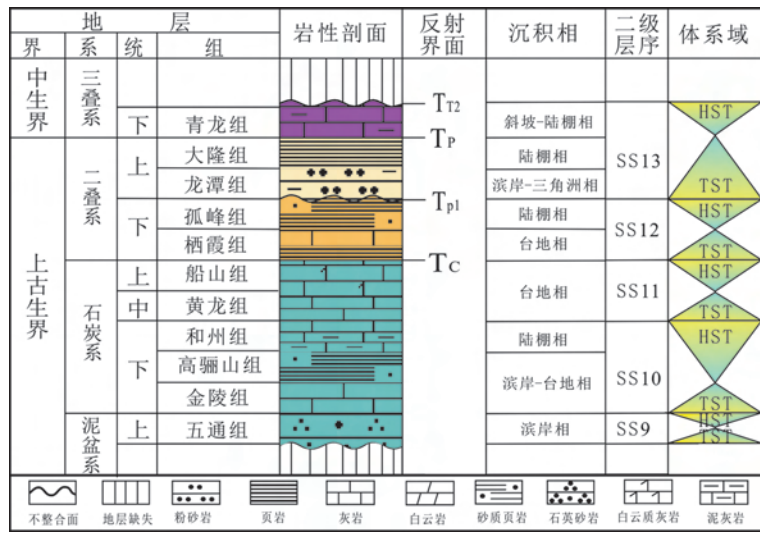 地层
岩性剖面
反射界面
沉积相
二级层序
体系域
界
系
统
组
中生界
三叠系
下
青龙组
上古生界
二叠系
上
大隆组
龙潭组
下
孤峰组
栖霞组
石炭系
上
船山组
中
黄龙组
下
和州组
高骊山组
金陵组
泥盆系
上
五通组
TT2
TP
Tp1
TC
斜坡-陆棚相
陆棚相
滨岸-三角洲相
陆棚相
台地相
台地相
陆棚相
滨岸-台地相
滨岸相
SS13
SS12
SS11
SS10
SS9
HST
TST
HST
TST
HST
TST
HST
TST
HST
TST
不整合面
地层缺失
粉砂岩
页岩
灰岩
白云岩
砂质页岩
石英砂岩
白云质灰岩
泥灰岩